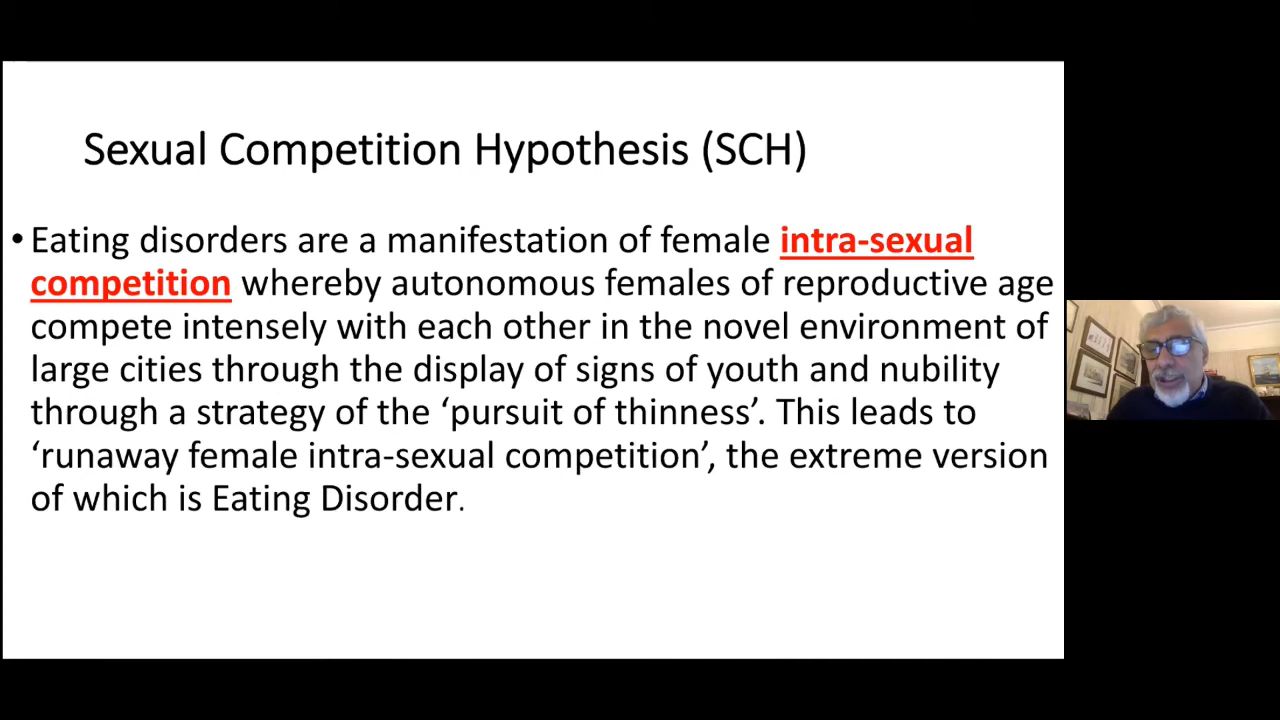 Sexual Competition Hypothesis (SCH)
• Eating disorders are a manifestation of female intra-sexual
competition whereby autonomous females of reproductive age
compete intensely with each other in the novel environment of
large cities through the display of signs of youth and nubility
through a strategy of the ‘pursuit of thinness’. This leads to
‘runaway female intra-sexual competition’, the extreme version
of which is Eating Disorder.